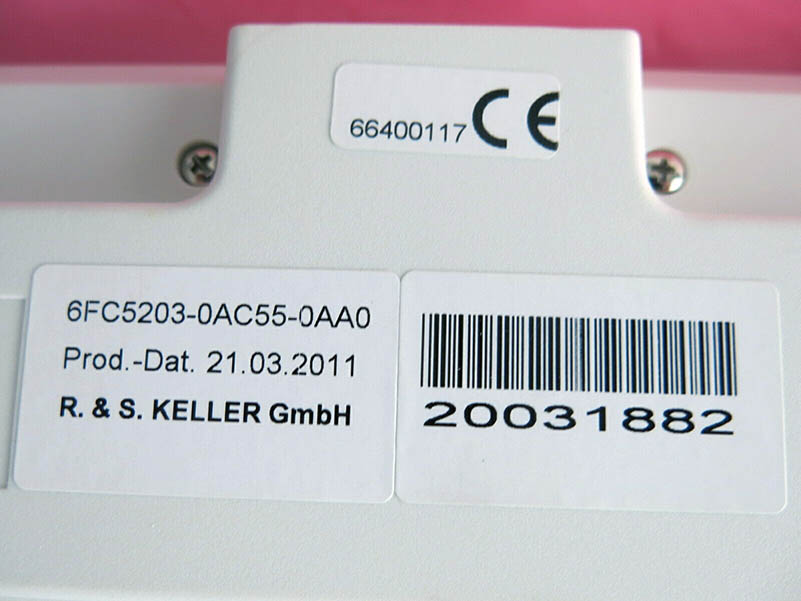 66400117 CE
6FC5203-0AC55-0AA0
Prod.-Dat. 21.03.2011
R. & S. KELLER GmbH
20031882